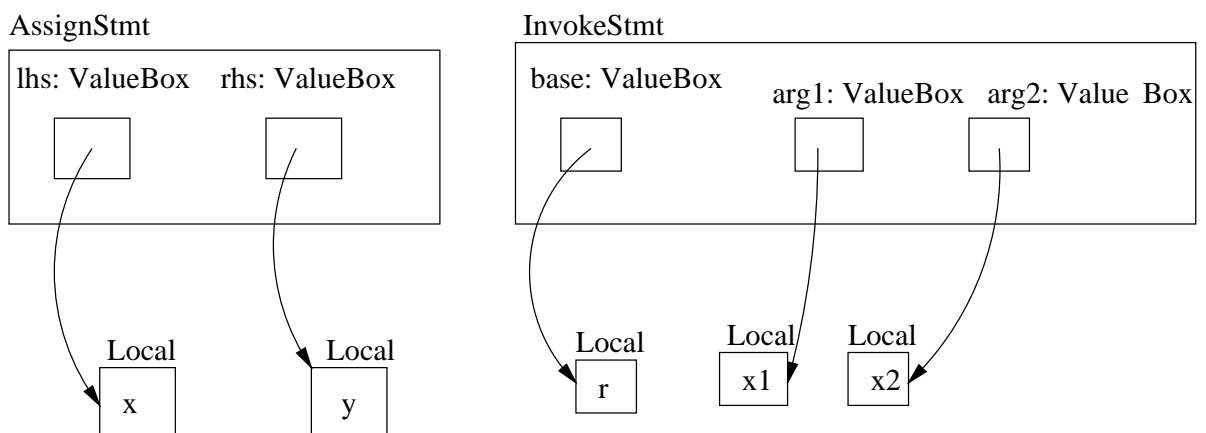 AssignStmt
InvokeStmt
lhs: ValueBox
rhs: ValueBox
base: ValueBox
arg1: ValueBox
arg2: Value Box
Local
x
Local
y
Local
r
Local
x1
Local
x2